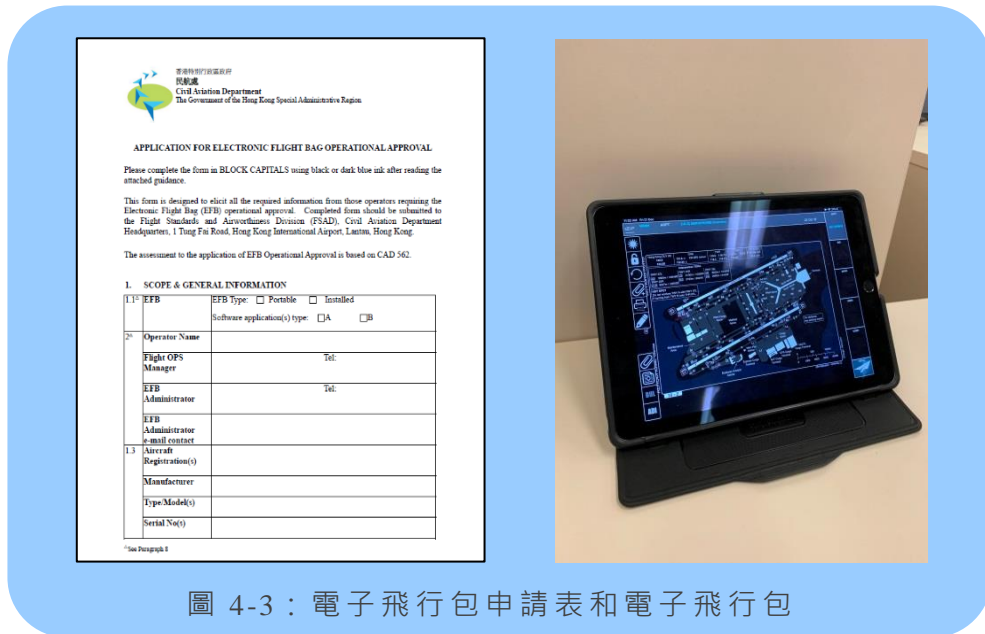 香港特別行政區政府
民航處
Civil Aviation Department
The Government of the Hong Kong Special Administrative Region
APPLICATION FOR ELECTRONIC FLIGHT BAG OPERATIONAL APPROVAL
Please complete the form in BLOCK CAPITALS using black or dark blue ink after reading the
attached guidance.
This form is designed to elicit all the required information from those operators requiring the
Electronic Flight Bag (EFB) operational approval. Completed form should be submitted to
the Flight Standards and Airworthiness Division (FSAD), Civil Aviation Department
Headquarters, 1 Tung Fai Road, Hong Kong International Airport, Lantau, Hong Kong.
The assessment to the application of EFB Operational Approval is based on CAD 562.
1. SCOPE & GENERAL INFORMATION
1.1△ EFB EFB Type: □ Portable □ Installed
Software application(s) type: □A □B
2△ Operator Name
Flight OPS Tel:
Manager
EFB Tel:
Administrator
EFB
Administrator
e-mail contact
1.3 Aircraft
Registration(s)
Manufacturer
Type/Model(s)
Serial No(s)
△See Paragraph 8
圖 4-3：電子飛行包申請表和電子飛行包